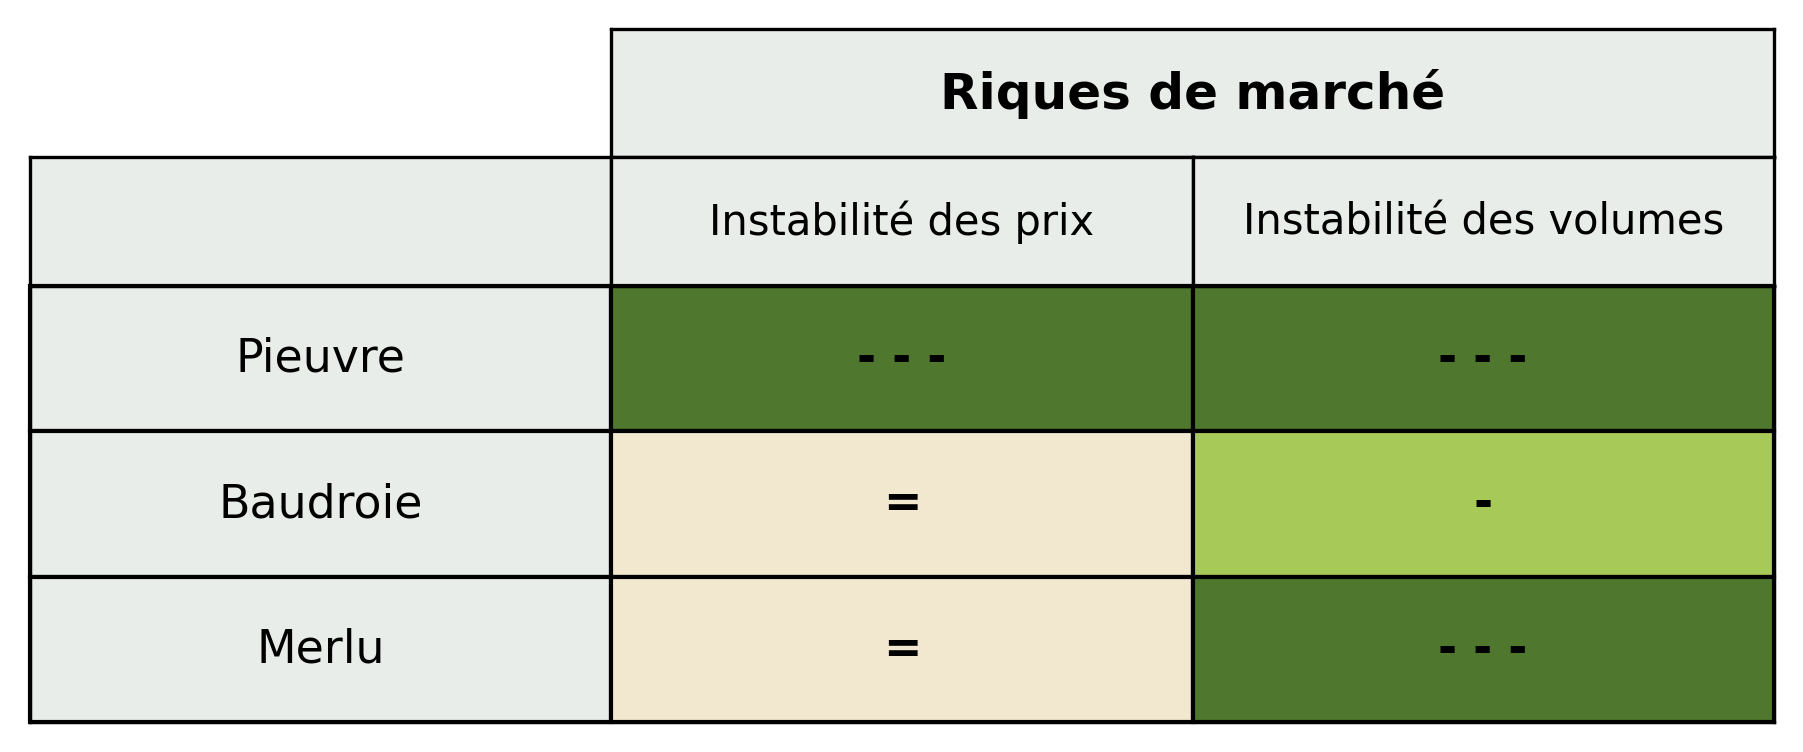 Riques de marché
Instabilité des prix Instabilité des volumes
Pieuvre - - - - - -
Baudroie = -
Merlu = - - -